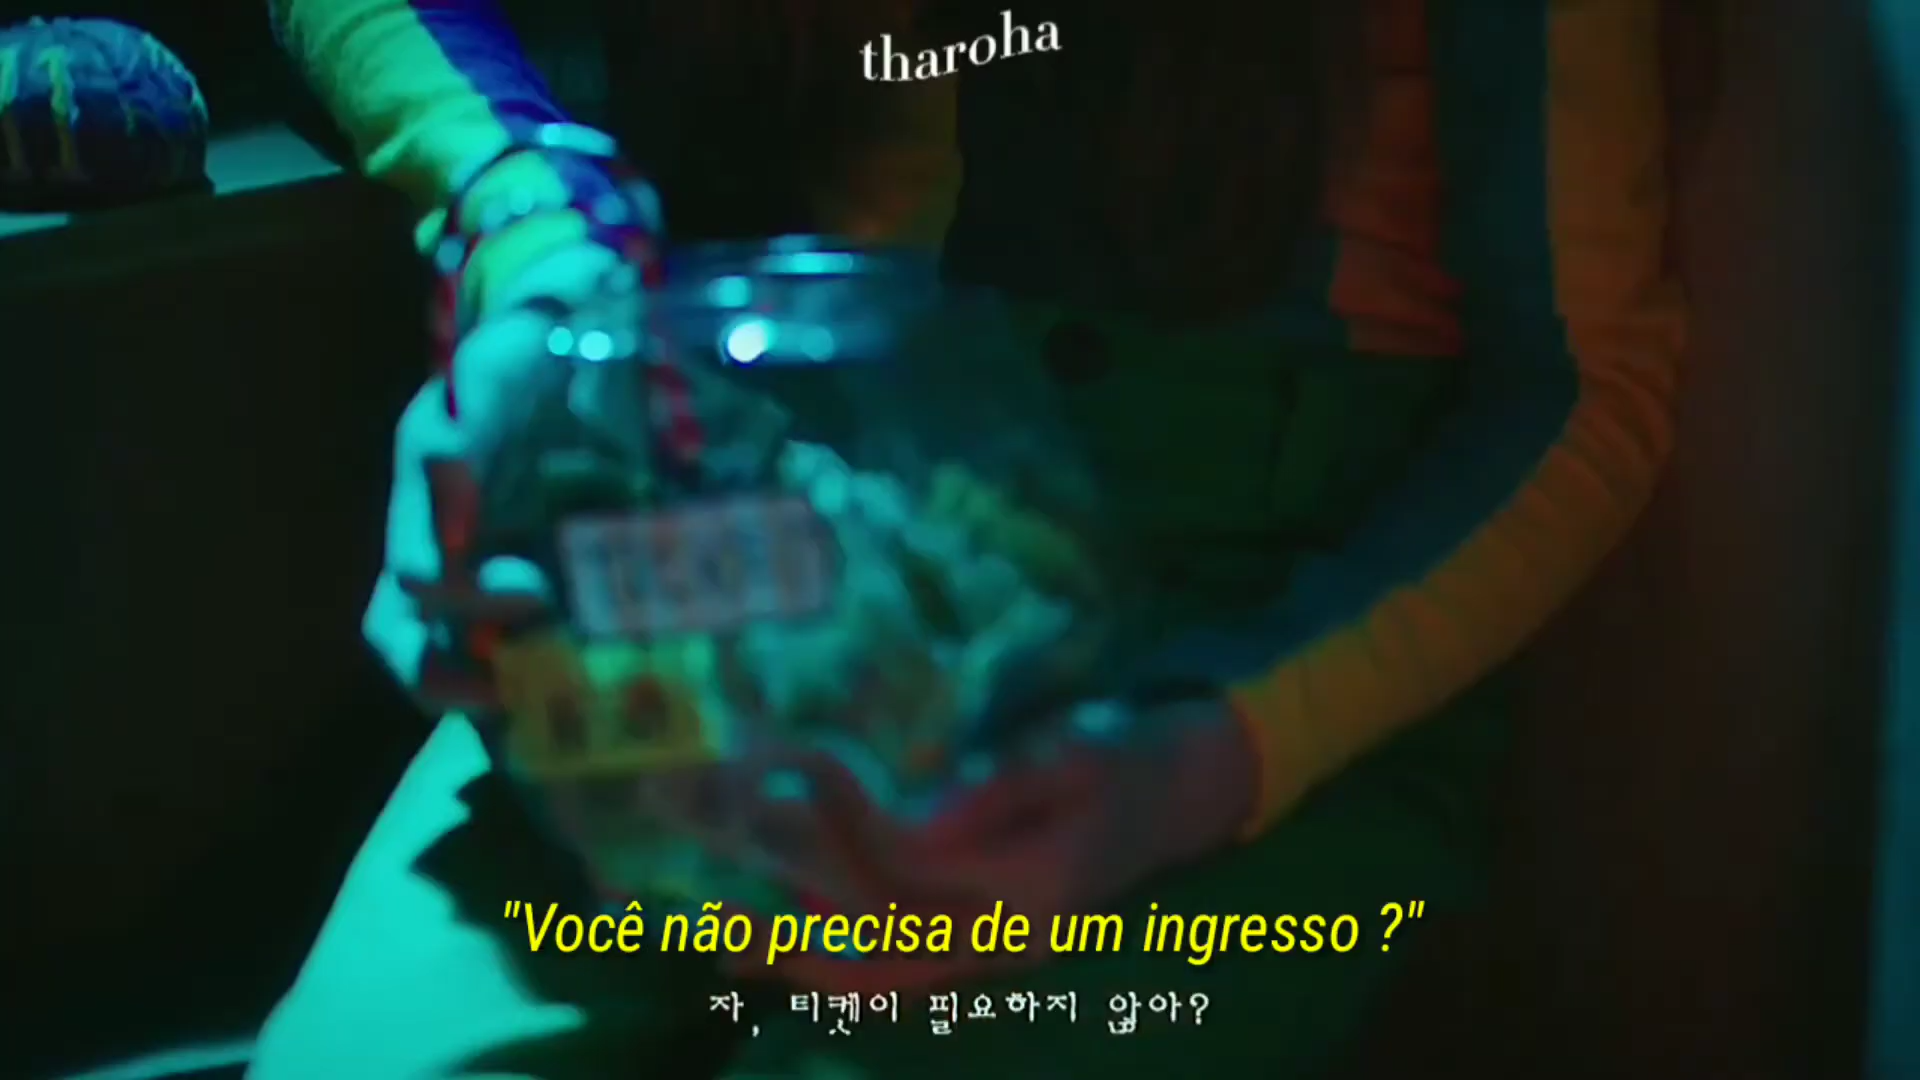 tharoha
"Você não precisa de um ingresso ?"
자, 티켓이 필요하지 않아?